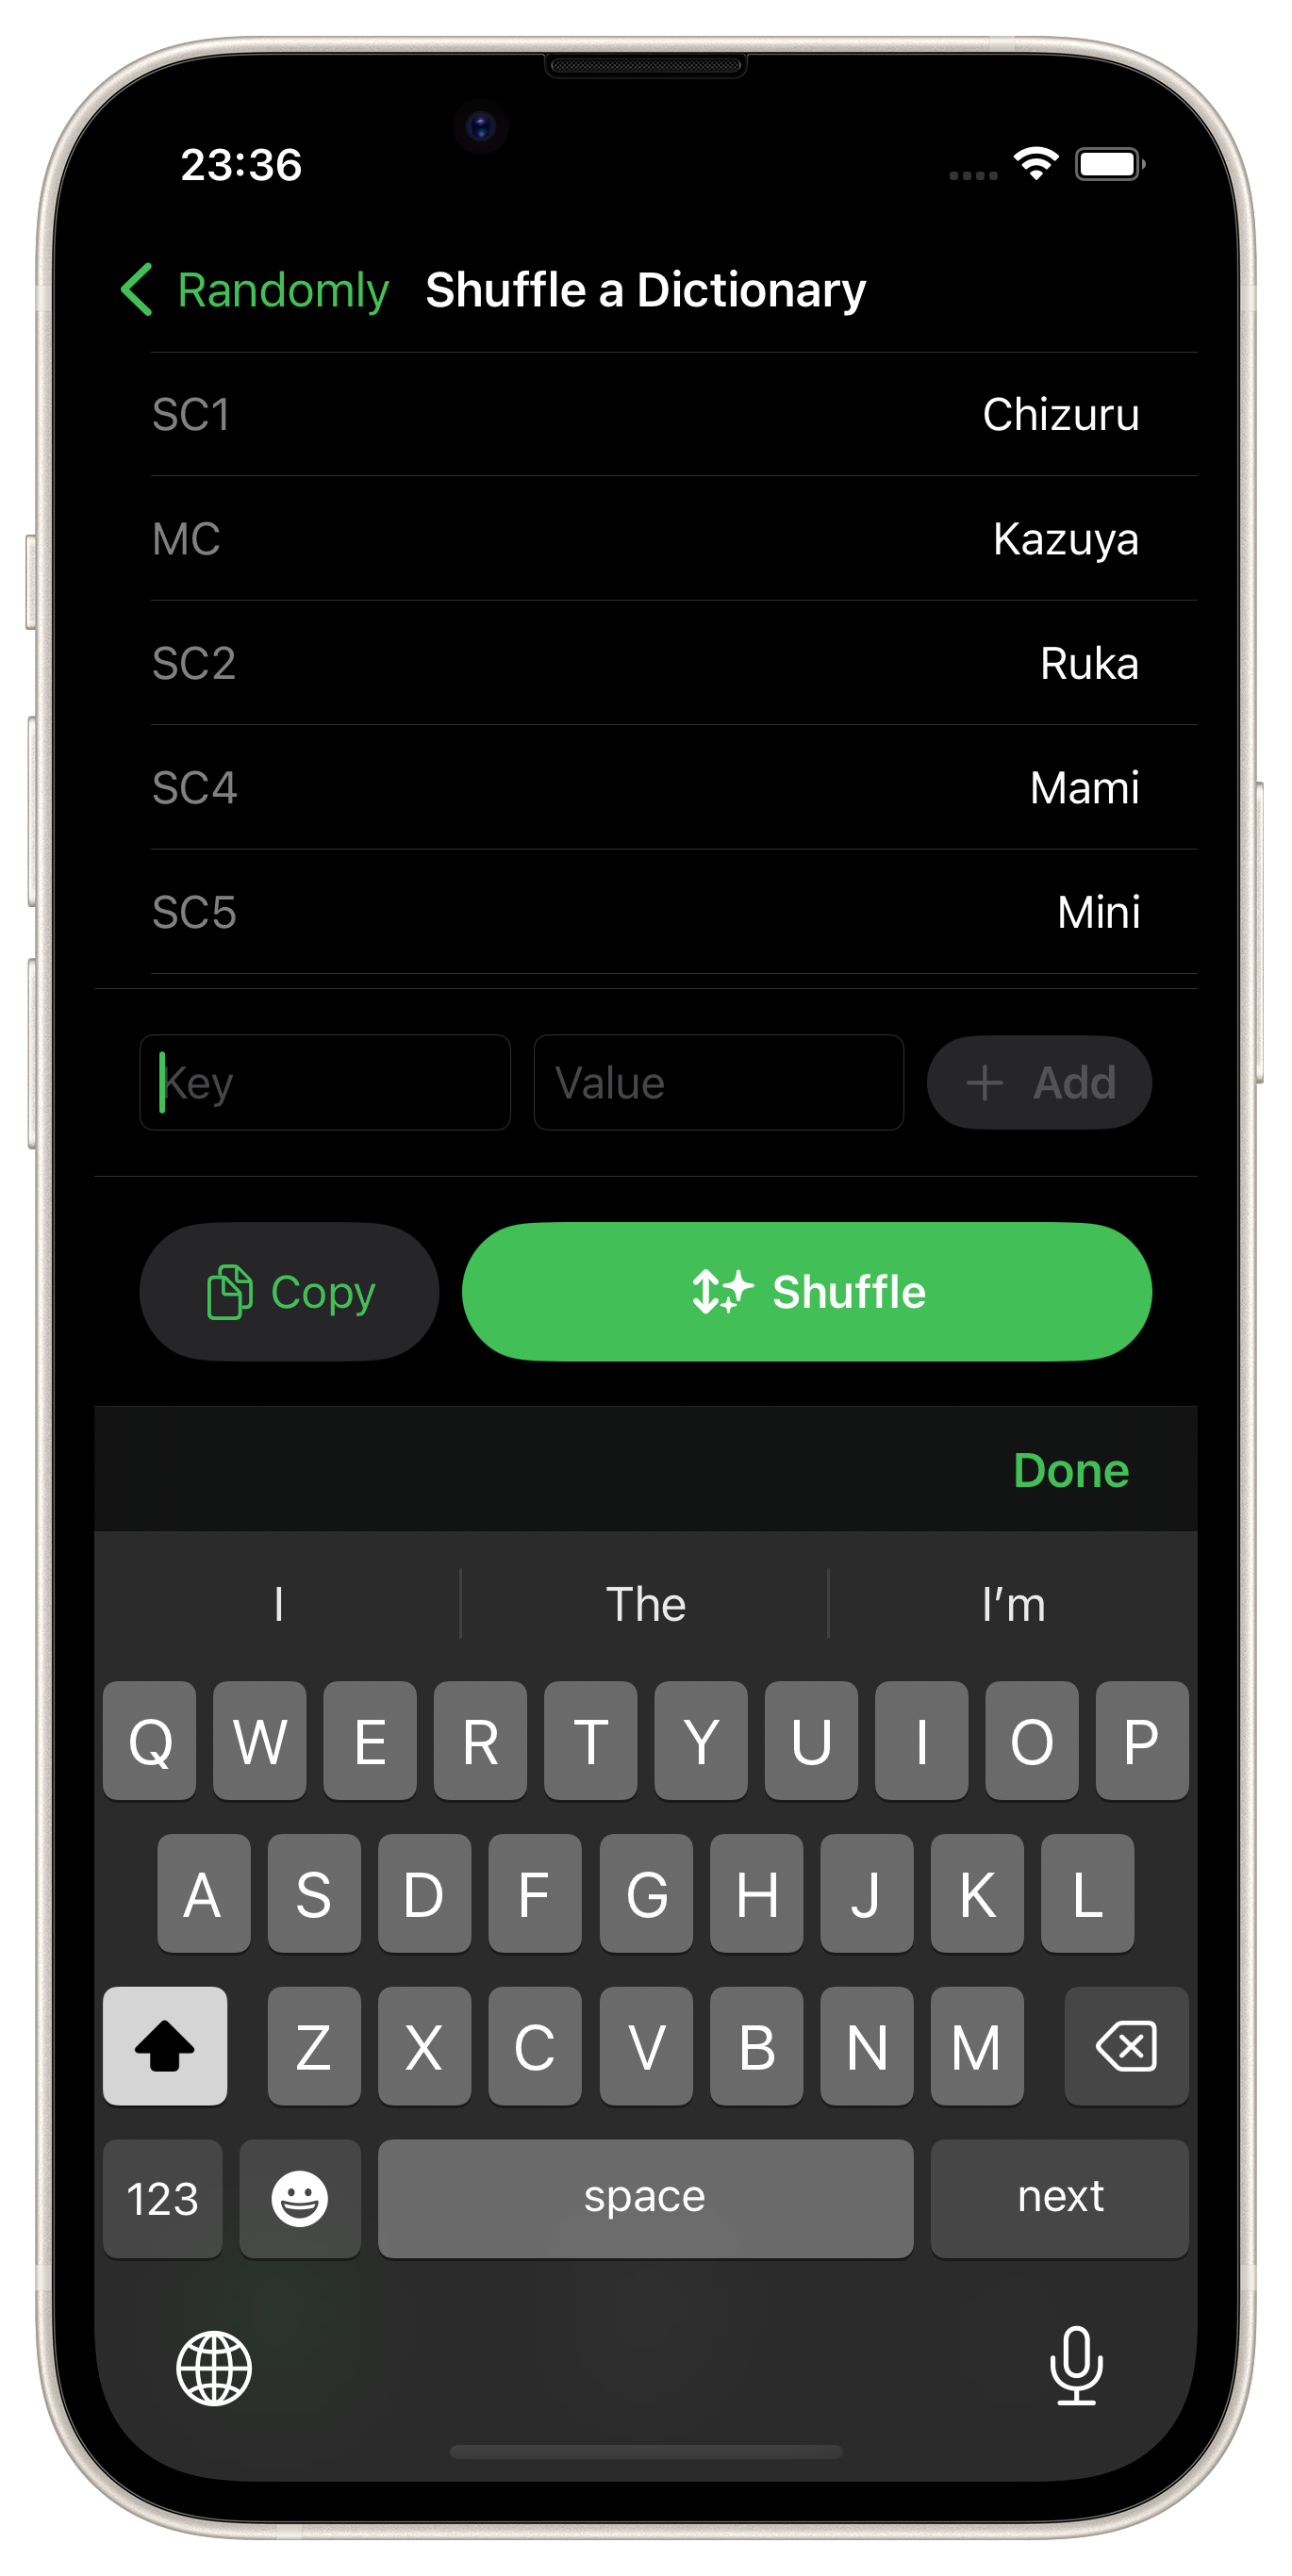 23:36
Randomly Shuffle a Dictionary
SC1 Chizuru
MC Kazuya
SC2 Ruka
SC4 Mami
SC5 Mini
Key Value + Add
Copy Shuffle
Done
I The I’m
Q W E R T Y U I O P
A S D F G H J K L
Z X C V B N M
123 space next